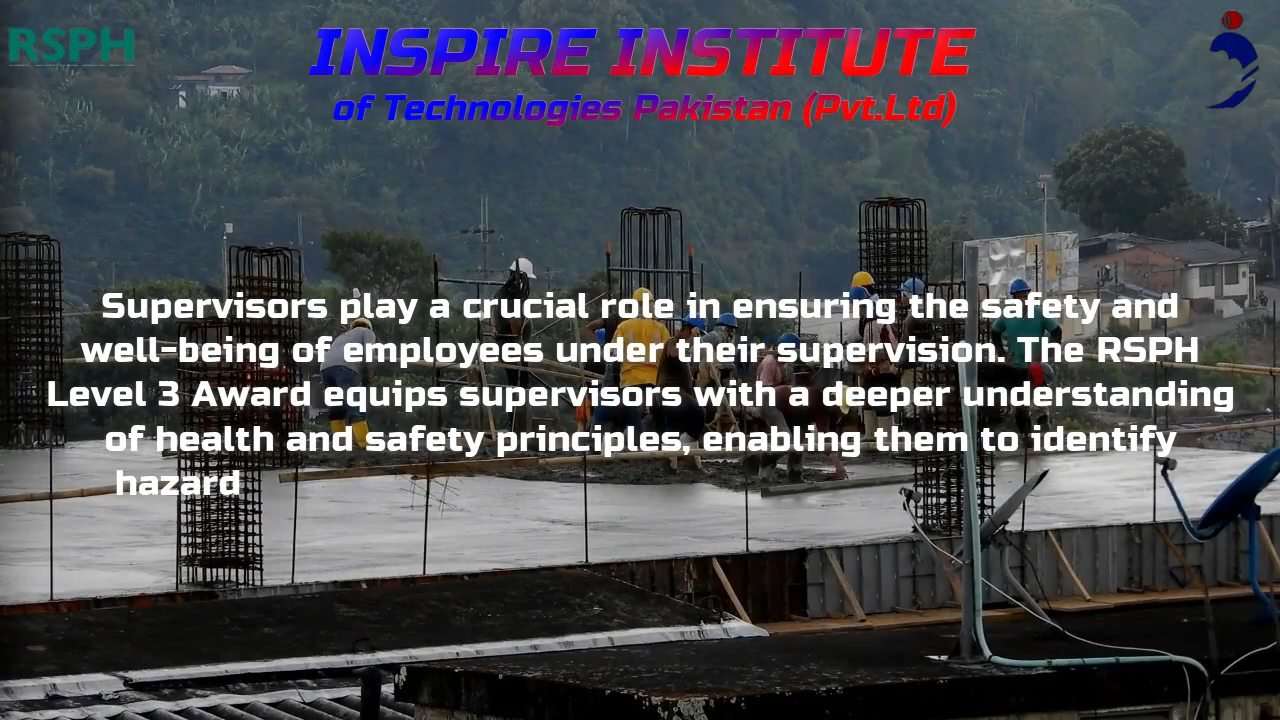 RSPH
INSPIRE INSTITUTE
of Technologies Pakistan (Pvt.Ltd)
Supervisors play a crucial role in ensuring the safety and
well-being of employees under their supervision. The RSPH
Level 3 Award equips supervisors with a deeper understanding
of health and safety principles, enabling them to identify
hazard